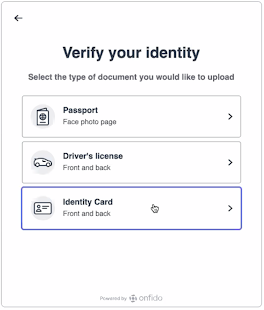 Verify your identity
Select the type of document you would like to upload
Passport
Face photo page
Driver's license
Front and back
Identity Card
Front and back
Powered by onfido